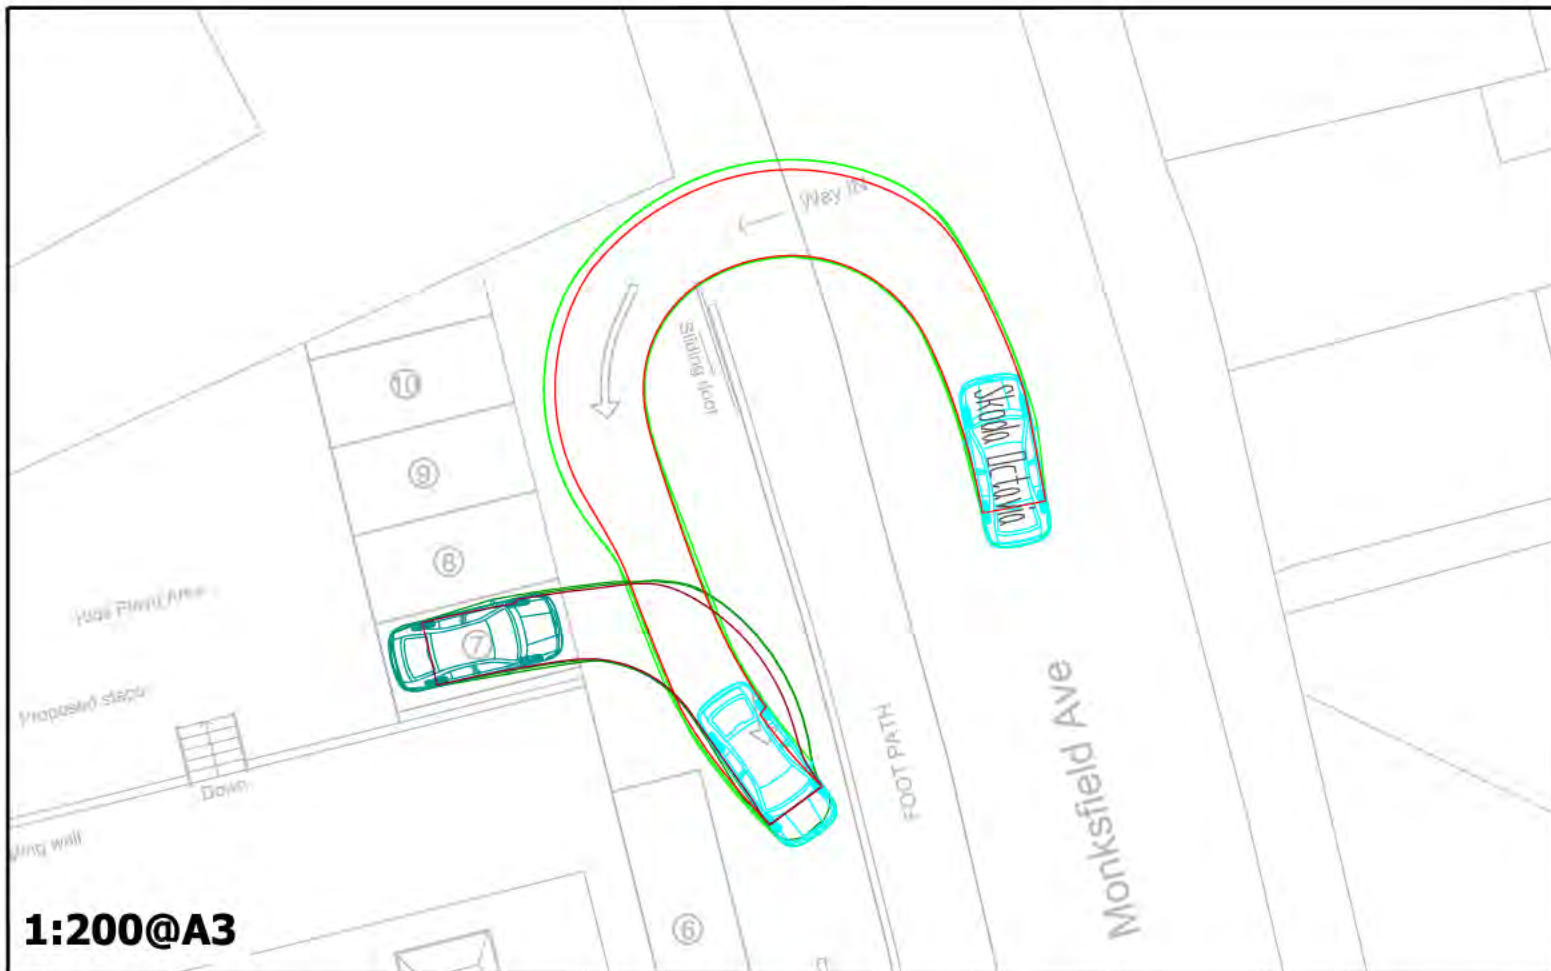 Way IN
Sliding door
Skoda Octavia
10
9
8
7
Proposed steps
Down
FOOT PATH
Monksfield Ave
6
1:200@A3